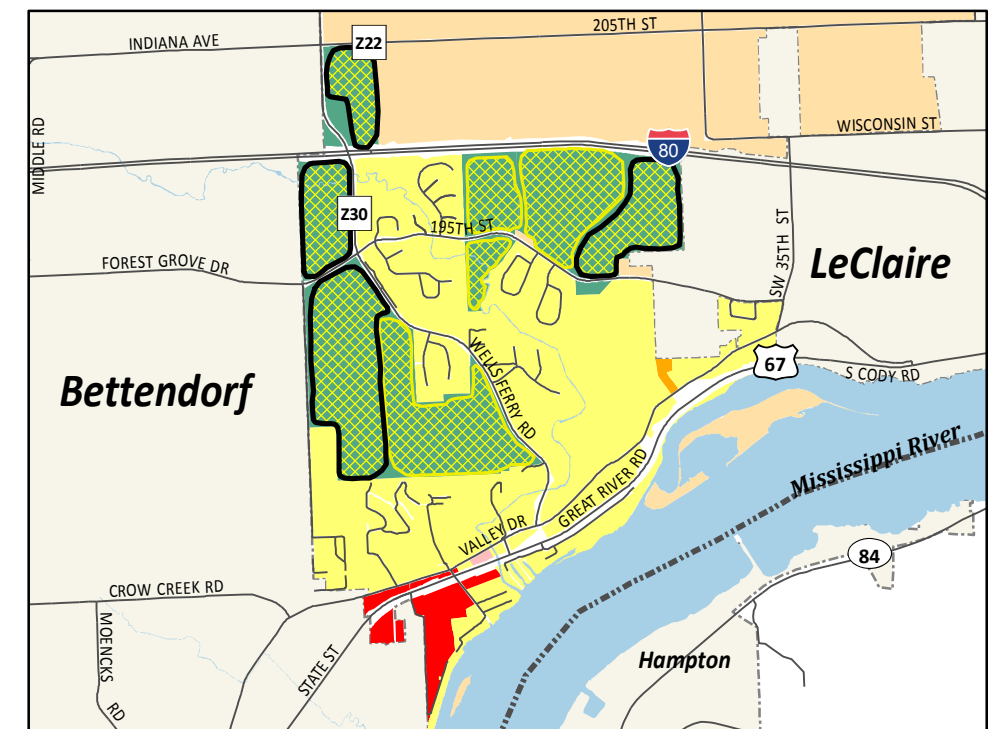 205TH ST
INDIANA AVE
Z22
WISCONSIN ST
MIDDLE RD
80
Z30
195TH ST
SW 35TH ST
FOREST GROVE DR
LeClaire
WELLS FERRY RD
67
S CODY RD
Bettendorf
Mississippi River
GREAT RIVER RD
VALLEY DR
84
CROW CREEK RD
MOENCKS RD
STATE ST
Hampton